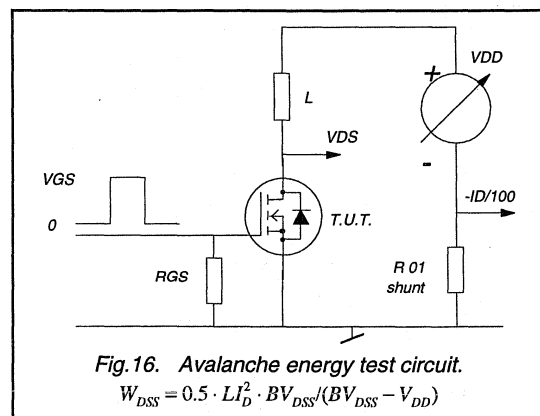 L
+
VDD
VDS
-
VGS
0
T.U.T.
-ID/100
RGS
R 01
shunt
Fig.16. Avalanche energy test circuit.
W_DSS = 0.5 · LI_D^2 · BV_DSS/(BV_DSS − V_DD)